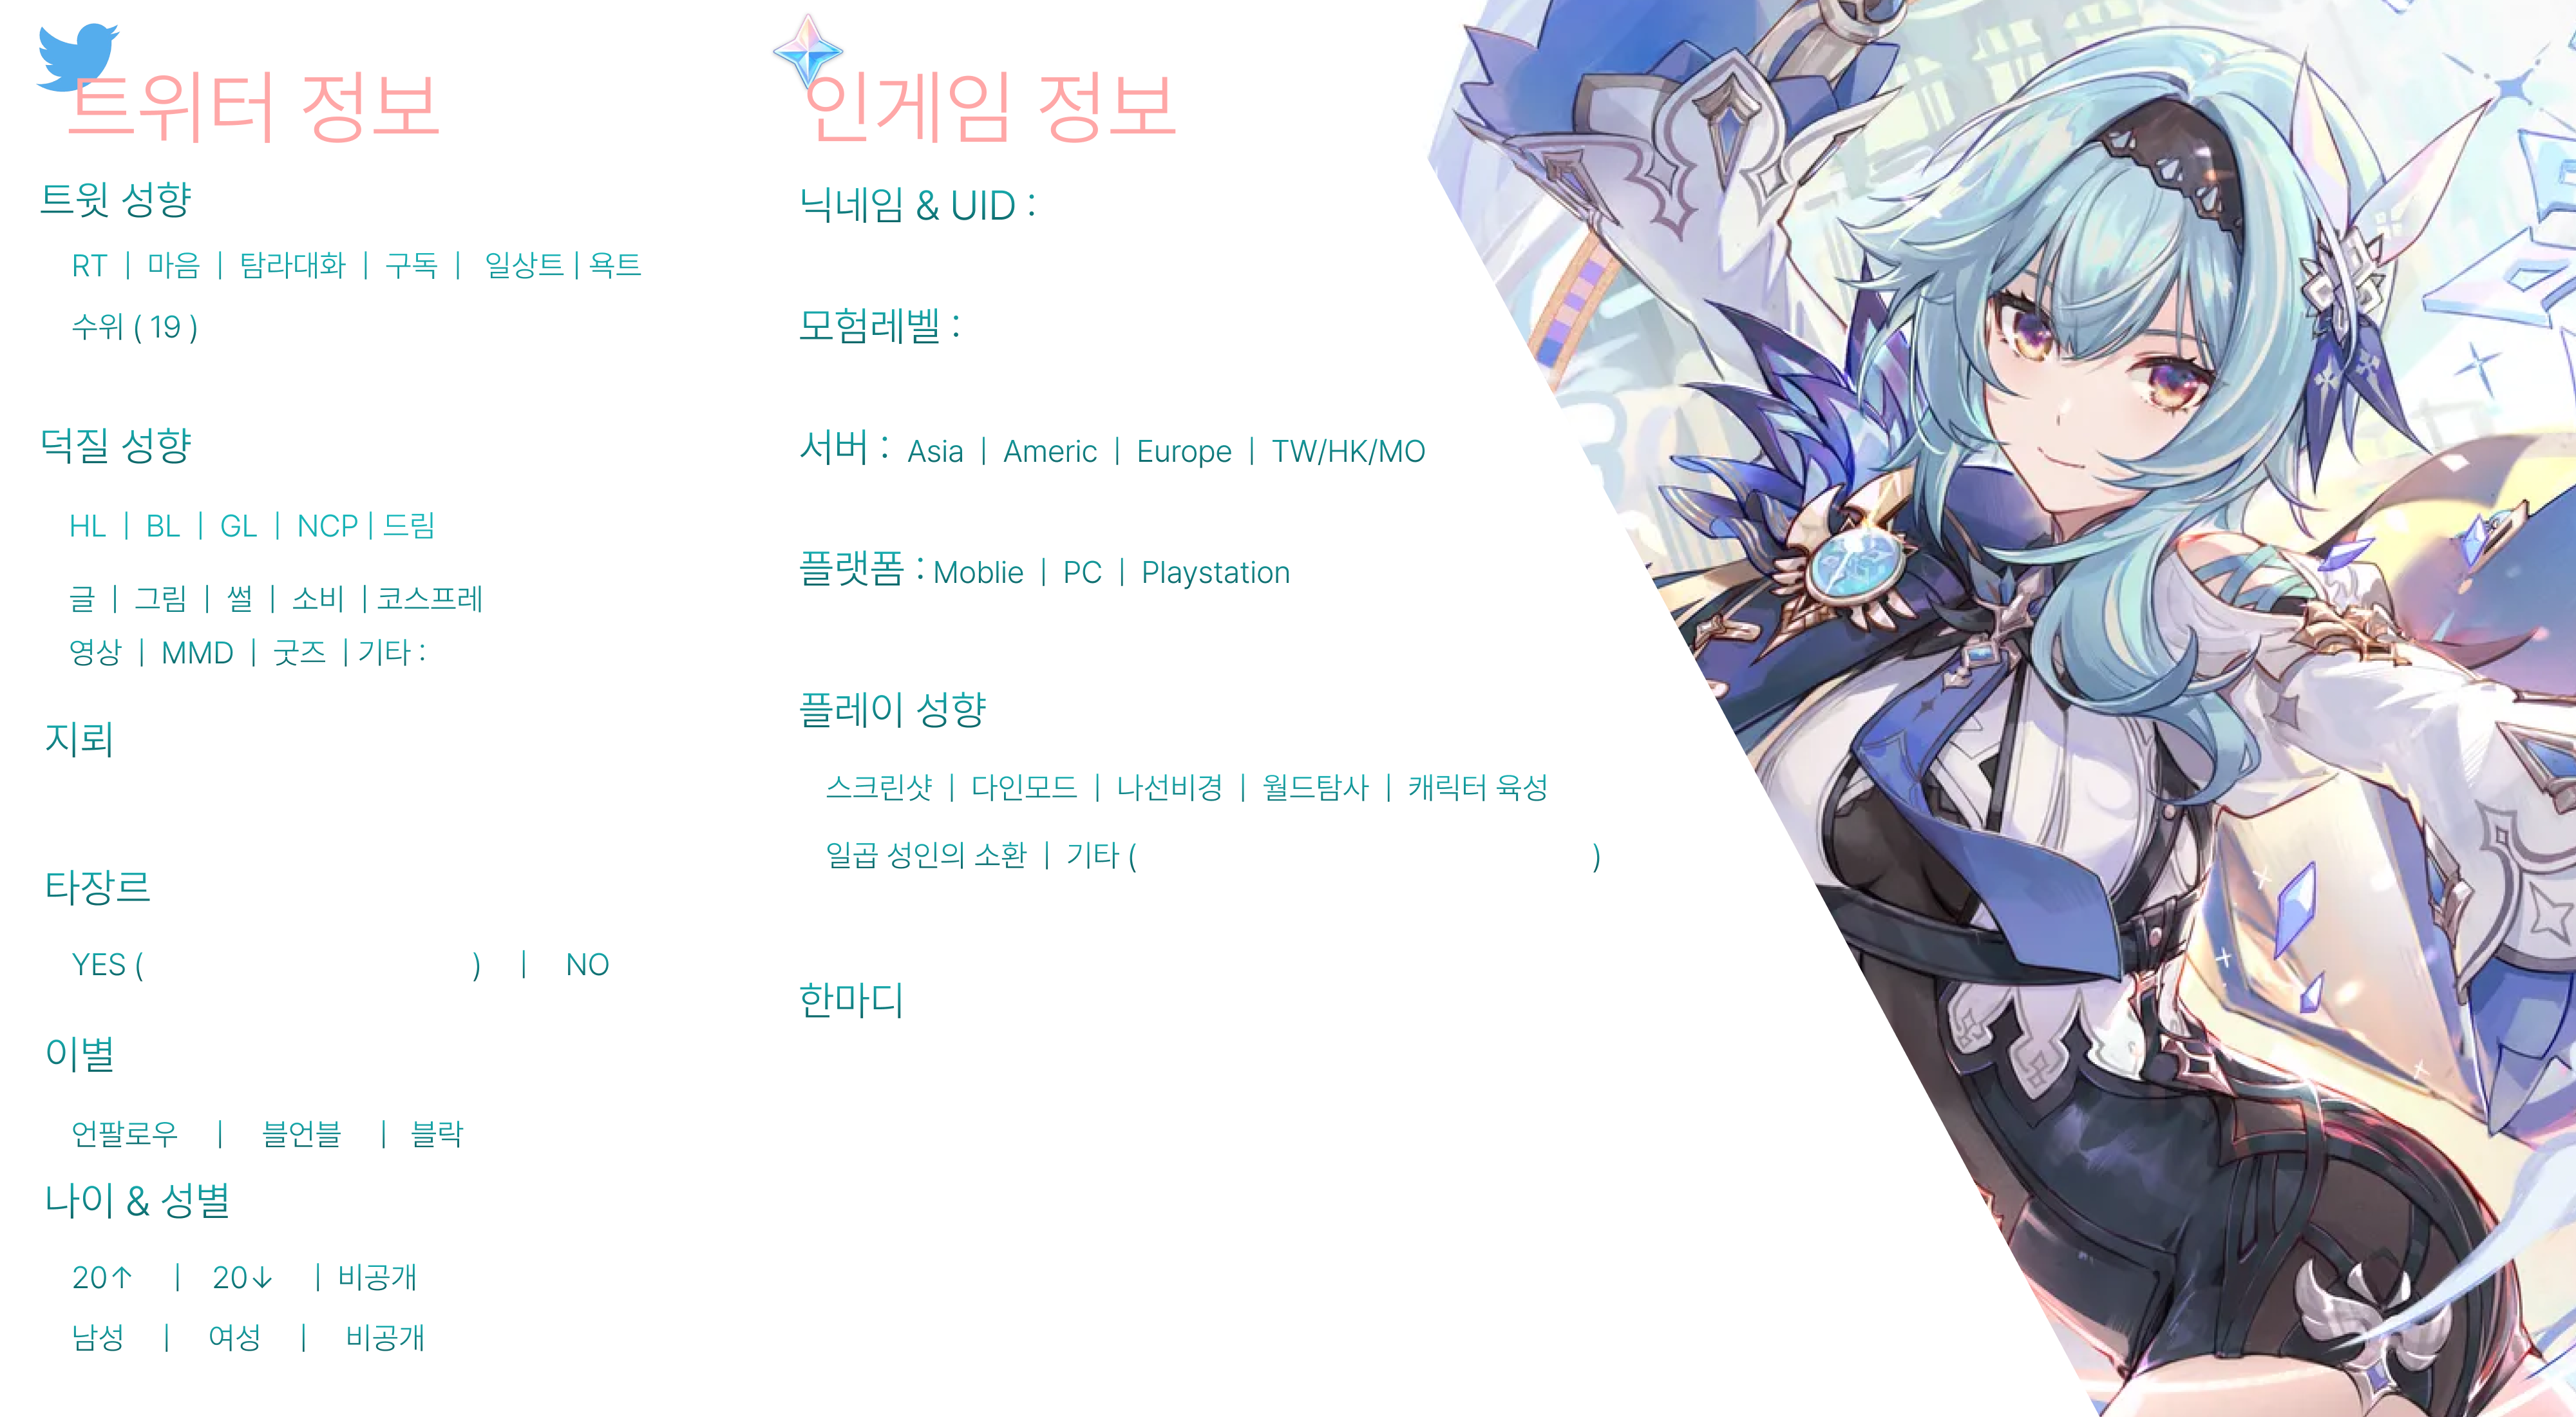 트위터 정보
트윗 성향
RT | 마음 | 탐라대화 | 구독 | 일상트 | 욕트
수위 ( 19 )
덕질 성향
HL | BL | GL | NCP | 드림
글 | 그림 | 썰 | 소비 | 코스프레
영상 | MMD | 굿즈 | 기타 :
지뢰
타장르
YES ( ) | NO
이별
언팔로우 | 블언블 | 블락
나이 & 성별
20↑ | 20↓ | 비공개
남성 | 여성 | 비공개
인게임 정보
닉네임 & UID :
모험레벨 :
서버 : Asia | Americ | Europe | TW/HK/MO
플랫폼 : Moblie | PC | Playstation
플레이 성향
스크린샷 | 다인모드 | 나선비경 | 월드탐사 | 캐릭터 육성
일곱 성인의 소환 | 기타 ( )
한마디